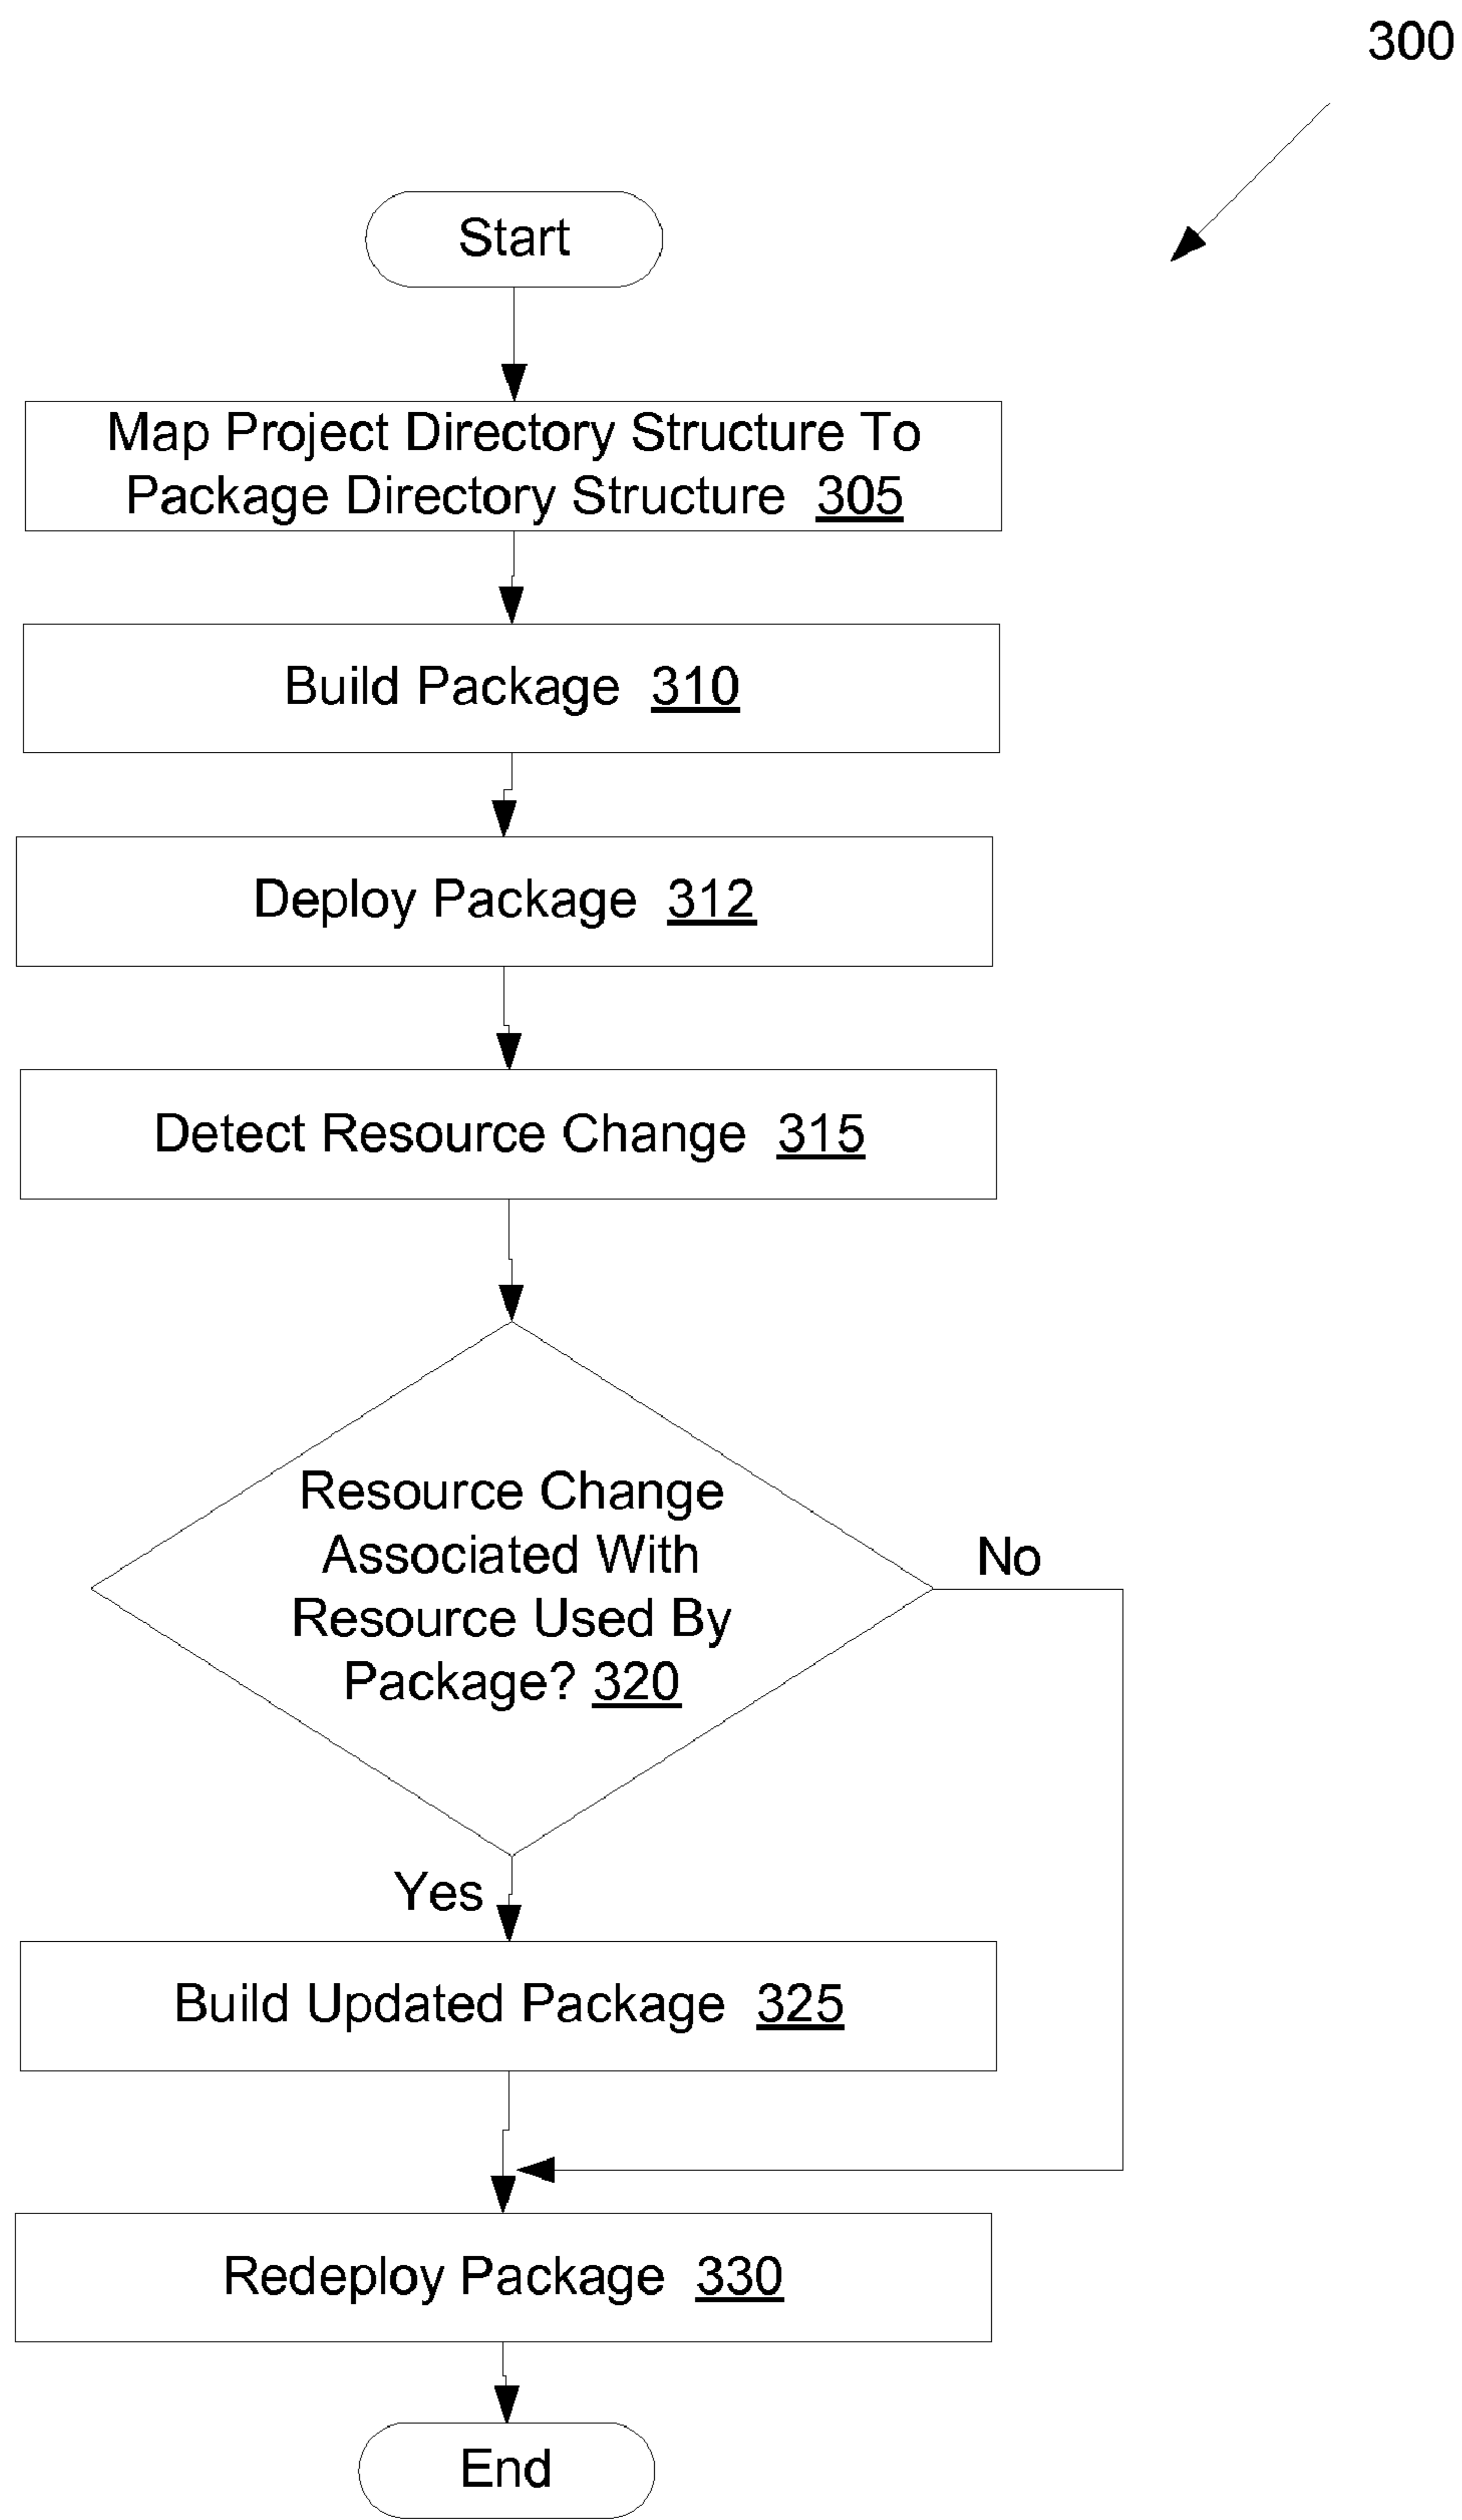 300
Start
Map Project Directory Structure To
Package Directory Structure 305
Build Package 310
Deploy Package 312
Detect Resource Change 315
Resource Change
Associated With
Resource Used By
Package? 320
No
Yes
Build Updated Package 325
Redeploy Package 330
End